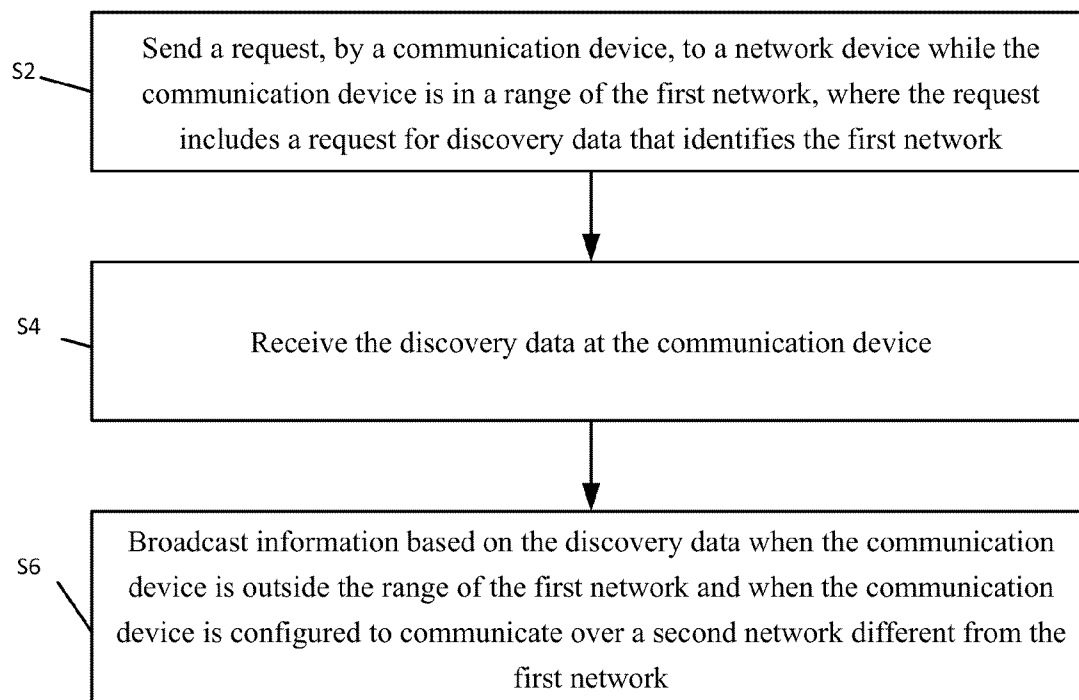 S2
Send a request, by a communication device, to a network device while the
communication device is in a range of the first network, where the request
includes a request for discovery data that identifies the first network
S4
Receive the discovery data at the communication device
S6
Broadcast information based on the discovery data when the communication
device is outside the range of the first network and when the communication
device is configured to communicate over a second network different from the
first network